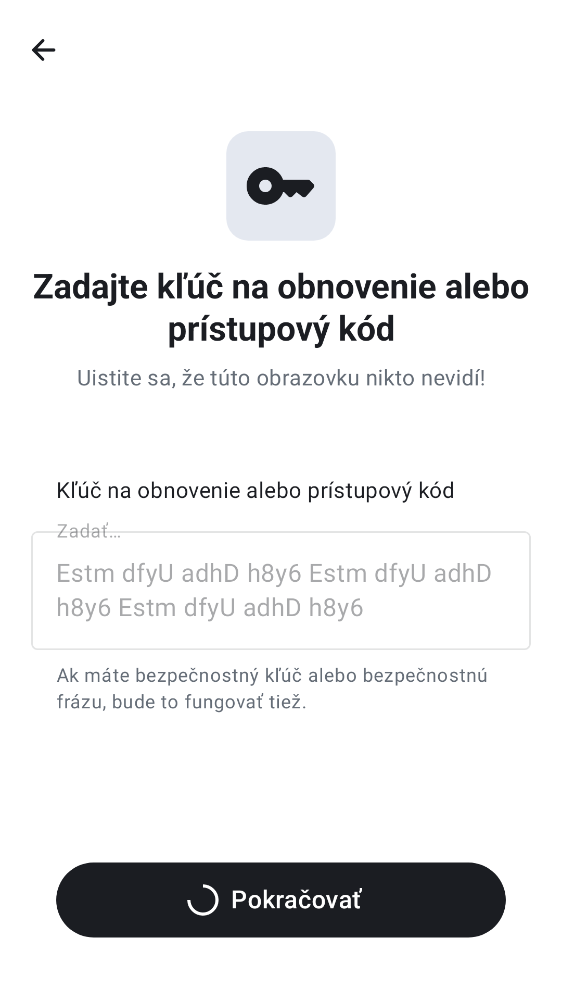 Zadajte kľúč na obnovenie alebo
prístupový kód
Uistite sa, že túto obrazovku nikto nevidí!
Kľúč na obnovenie alebo prístupový kód
Zadať…
Estm dfyU adhD h8y6 Estm dfyU adhD
h8y6 Estm dfyU adhD h8y6
Ak máte bezpečnostný kľúč alebo bezpečnostnú
frázu, bude to fungovať tiež.
Pokračovať